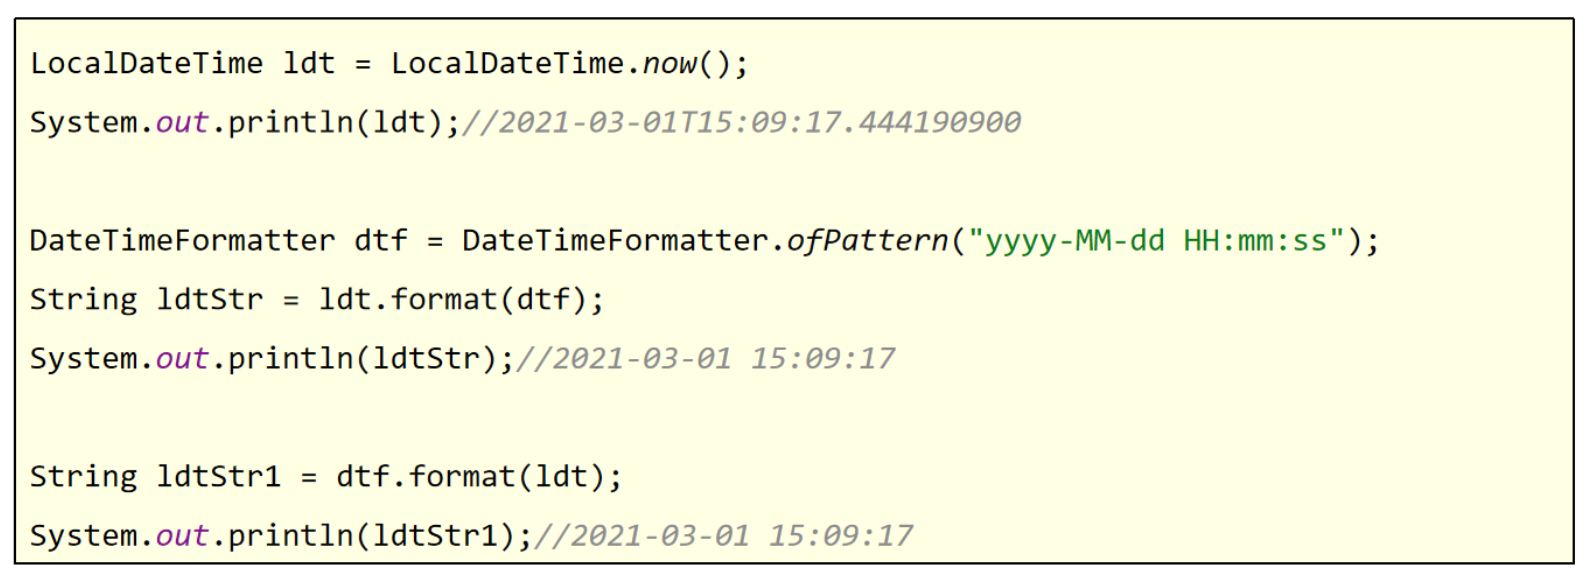 LocalDateTime ldt = LocalDateTime.now();
System.out.println(ldt);//2021-03-01T15:09:17.444190900
DateTimeFormatter dtf = DateTimeFormatter.ofPattern("yyyy-MM-dd HH:mm:ss");
String ldtStr = ldt.format(dtf);
System.out.println(ldtStr);//2021-03-01 15:09:17
String ldtStr1 = dtf.format(ldt);
System.out.println(ldtStr1);//2021-03-01 15:09:17